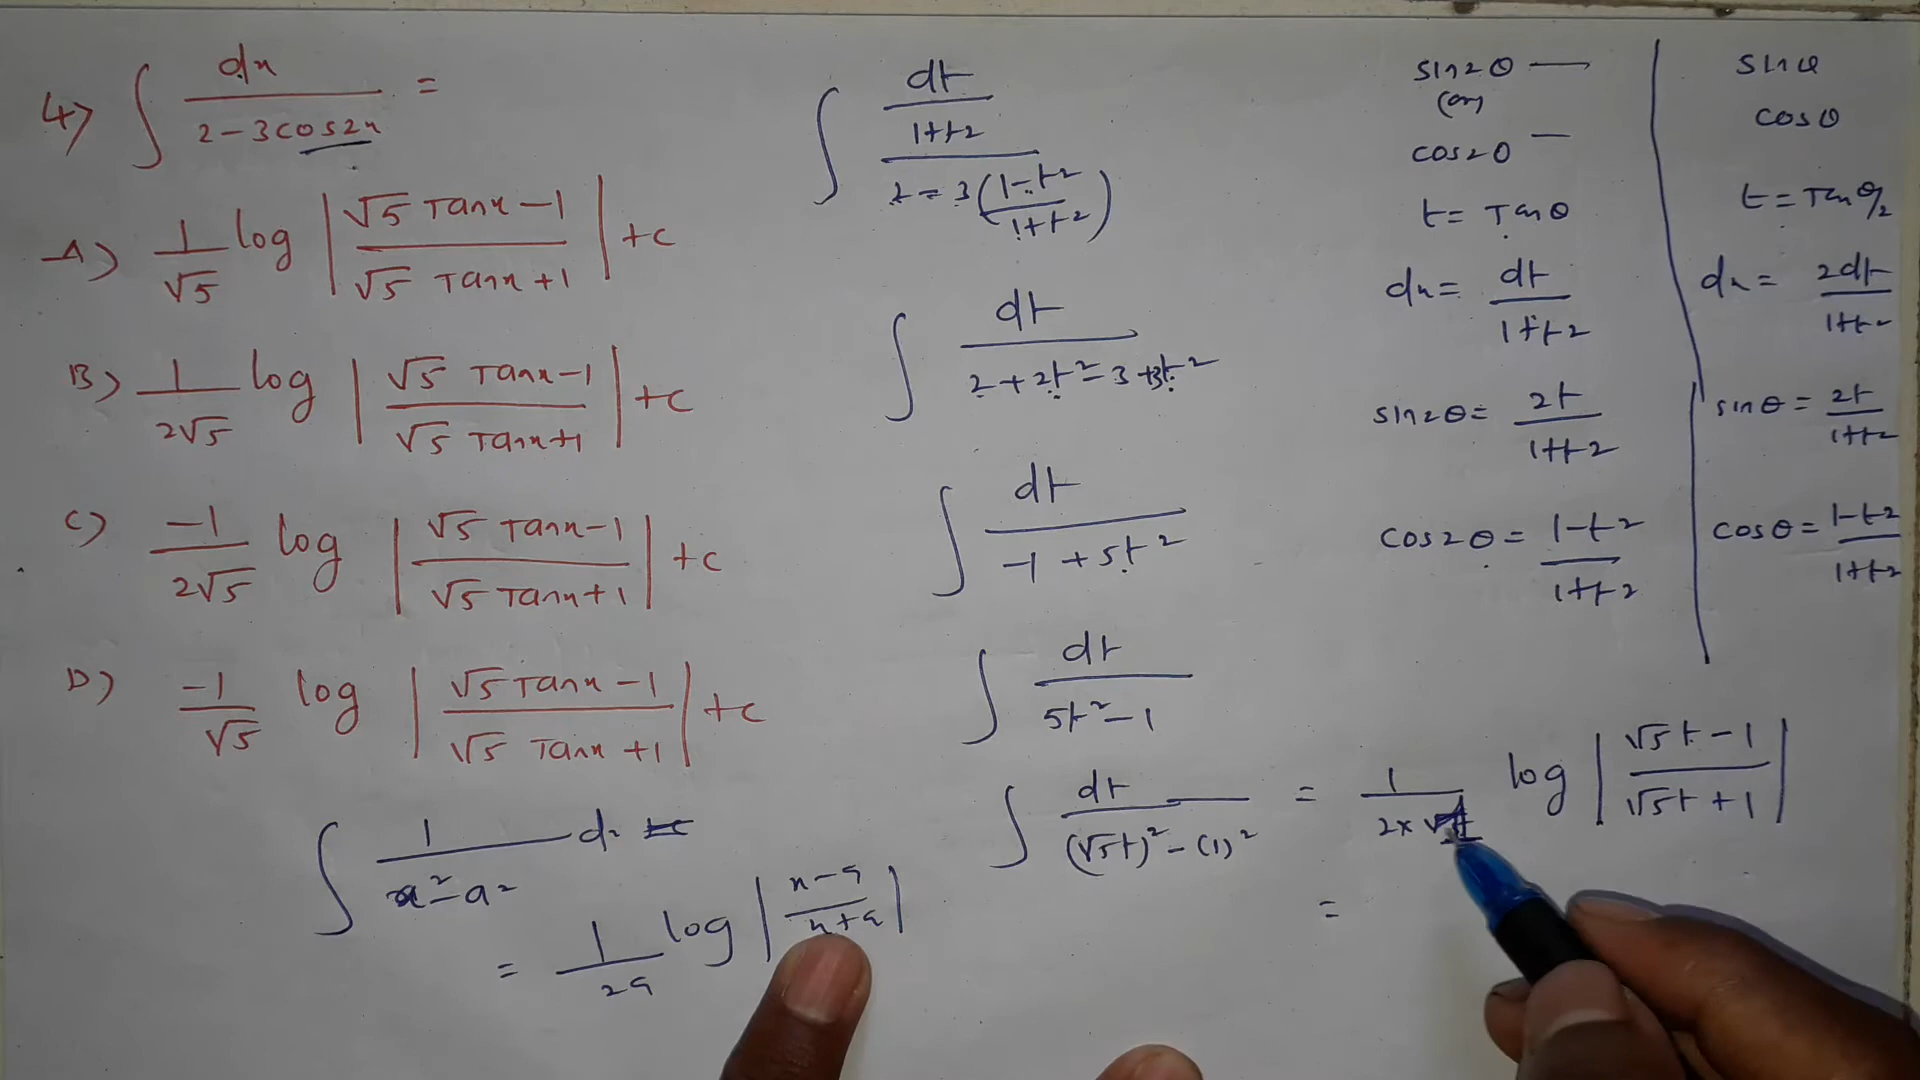 4) ∫ dx / (2 - 3cos2x) =
A) 1/√5 log | (√5 Tanx - 1) / (√5 Tanx + 1) | + c
B) 1/2√5 log | (√5 Tanx - 1) / (√5 Tanx + 1) | + c
C) -1/2√5 log | (√5 Tanx - 1) / (√5 Tanx + 1) | + c
D) -1/√5 log | (√5 Tanx - 1) / (√5 Tanx + 1) | + c
∫ 1 / (x² - a²) dx
= 1/2a log | (x - a) / (x + a) |
∫ (dt / (1+t²)) / (2 - 3((1-t²) / (1+t²)))
∫ dt / (2 + 2t² - 3 + 3t²)
∫ dt / (-1 + 5t²)
∫ dt / (5t² - 1)
∫ dt / ((√5t)² - (1)²) = 1 / 2x log | (√5t - 1) / (√5t + 1) |
=
sin2θ
(or)
cos2θ
t = Tanθ
dx = dt / (1+t²)
sin2θ = 2t / (1+t²)
cos2θ = (1-t²) / (1+t²)
sinθ
cosθ
t = Tan θ/2
dx = 2dt / (1+t²)
sinθ = 2t / (1+t²)
cosθ = (1-t²) / (1+t²)